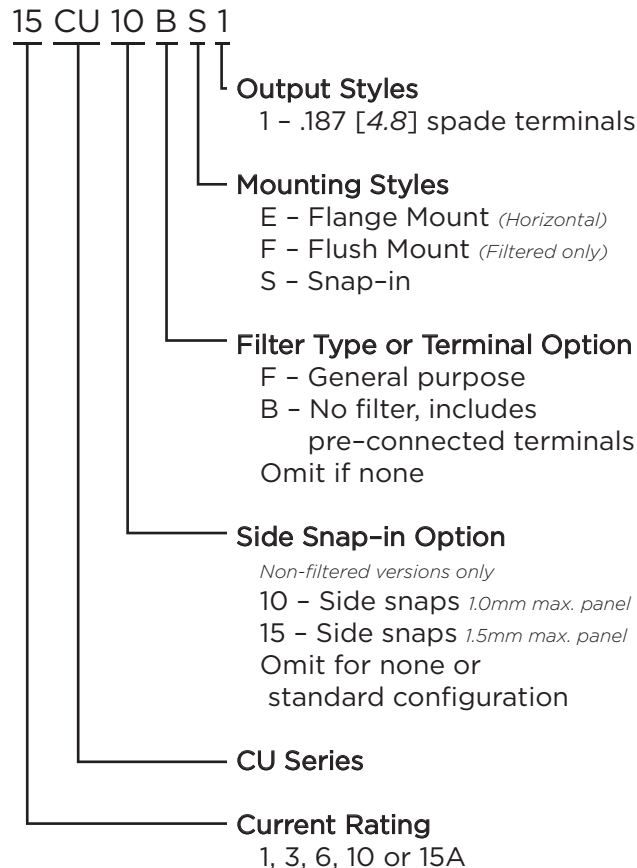 15 CU 10 B S 1
Output Styles
1 – .187 [4.8] spade terminals
Mounting Styles
E – Flange Mount (Horizontal)
F – Flush Mount (Filtered only)
S – Snap–in
Filter Type or Terminal Option
F – General purpose
B – No filter, includes
pre–connected terminals
Omit if none
Side Snap–in Option
Non-filtered versions only
10 – Side snaps 1.0mm max. panel
15 – Side snaps 1.5mm max. panel
Omit for none or
standard configuration
CU Series
Current Rating
1, 3, 6, 10 or 15A